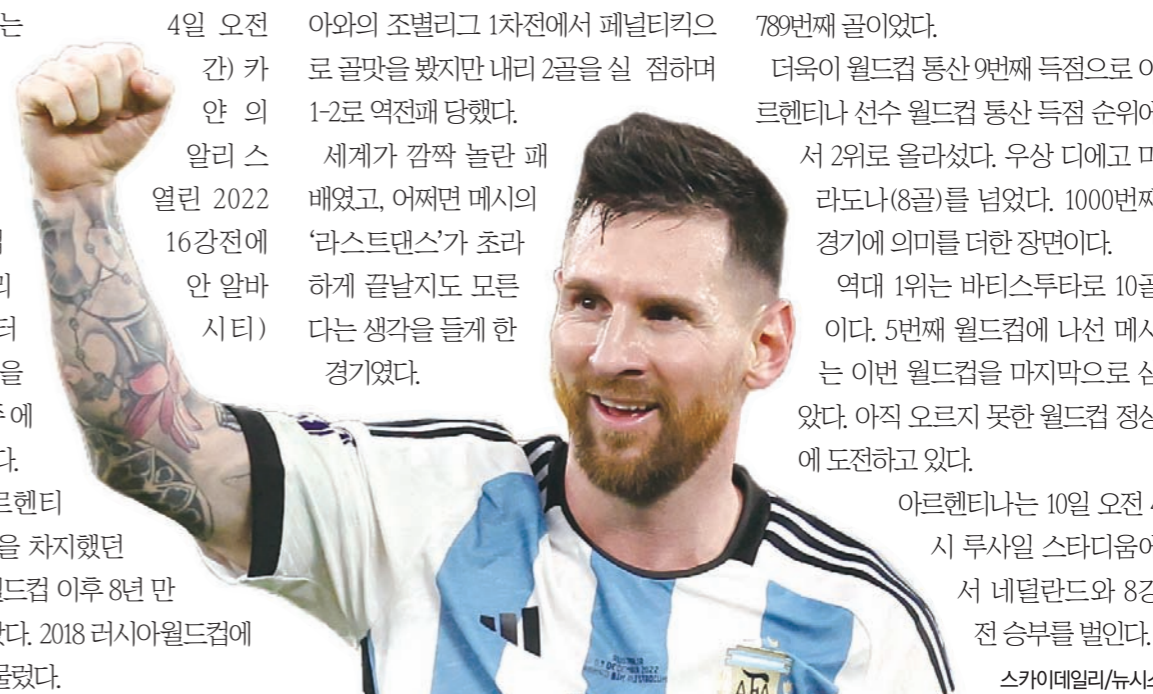 는
4일 오전
간) 카
얀 의
알리 스
열린 2022
16강전에
안 알바
시티)
리
터
을
에
다.
르헨티
을 차지했던
드컵 이후 8년 만
다. 2018 러시아월드컵에
물렀다.
아와의 조별리그 1차전에서 페널티킥으
로 골맛을 봤지만 내리 2골을 실 점하며
1-2로 역전패 당했다.
세계가 깜짝 놀란 패
배였고, 어쩌면 메시의
‘라스트댄스’가 초라
하게 끝날지도 모른
다는 생각을 들게 한
경기였다.
789번째 골이었다.
더욱이 월드컵 통산 9번째 득점으로 아
르헨티나 선수 월드컵 통산 득점 순위에
서 2위로 올라섰다. 우상 디에고 마
라도나(8골)를 넘었다. 1000번째
경기에 의미를 더한 장면이다.
역대 1위는 바티스투타로 10골
이다. 5번째 월드컵에 나선 메시
는 이번 월드컵을 마지막으로 삼
았다. 아직 오르지 못한 월드컵 정상
에 도전하고 있다.
아르헨티나는 10일 오전 4
시 루사일 스타디움에
서 네덜란드와 8강
전 승부를 벌인다.
스카이데일리/뉴시스
AFA